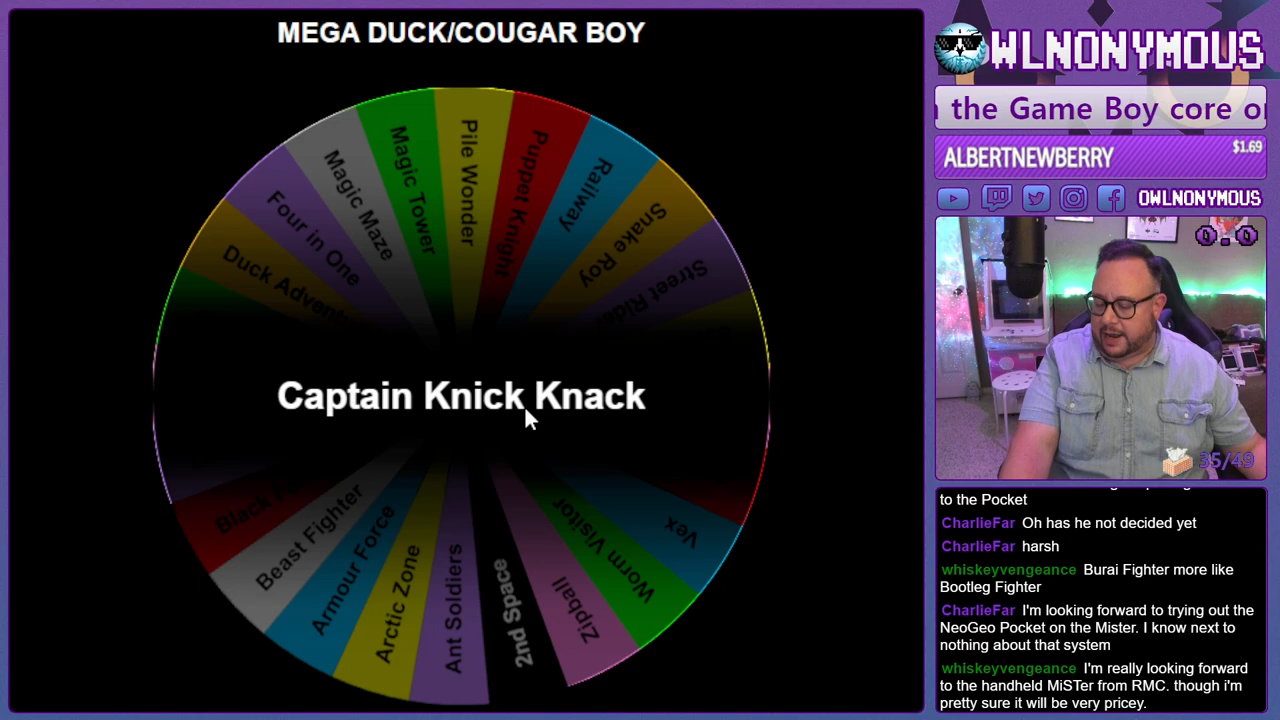 MEGA DUCK/COUGAR BOY
Pile Wonder
Puppet Knight
Railway
Snake Roy
Street
Vex
Worm Visitor
Zipball
2nd Space
Ant Soldiers
Arctic Zone
Armour Force
Beast Fighter
Black
Duck
Four in One
Magic Maze
Magic Tower
Captain Knick Knack
OWLNONYMOUS
the Game Boy core
ALBERTNEWBERRY
$1.69
OWLNONYMOUS
0.0
35/49
to the Pocket
CharlieFar Oh has he not decided yet
CharlieFar harsh
whiskeyvengeance Burai Fighter more like
Bootleg Fighter
CharlieFar I'm looking forward to trying out the
NeoGeo Pocket on the Mister. I know next to
nothing about that system
whiskeyvengeance I'm really looking forward
to the handheld MiSTer from RMC. though i'm
pretty sure it will be very pricey.